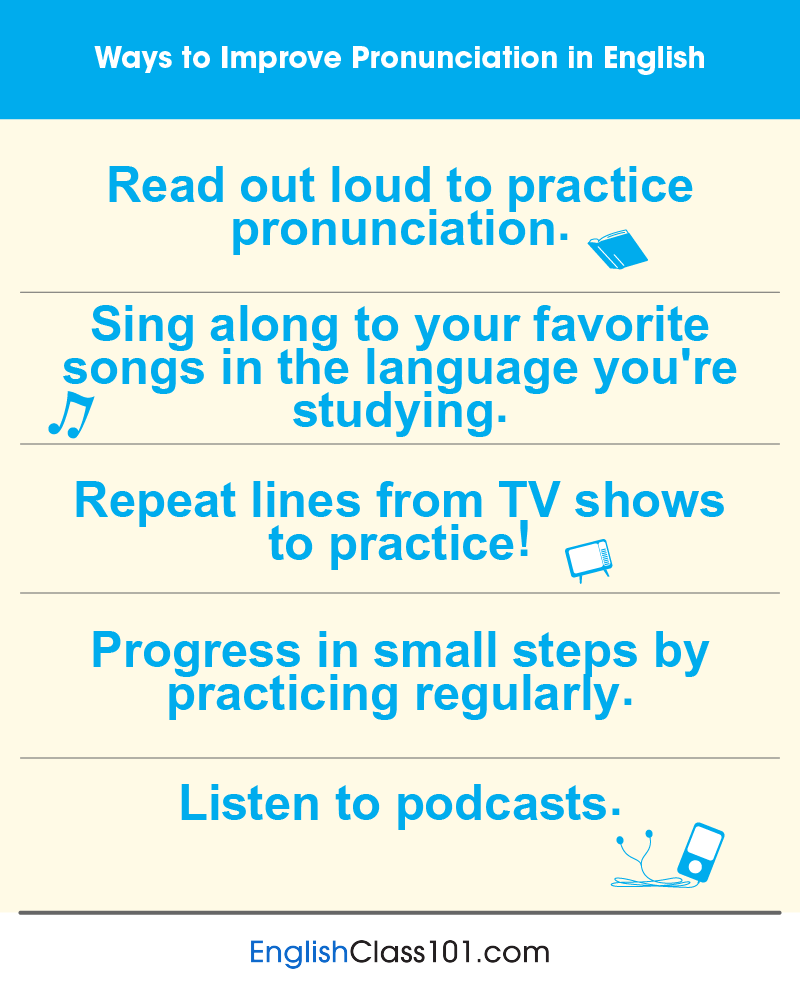 Ways to Improve Pronunciation in English
Read out loud to practice
pronunciation.
Sing along to your favorite
songs in the language you're
studying.
Repeat lines from TV shows
to practice!
Progress in small steps by
practicing regularly.
Listen to podcasts.
EnglishClass101.com